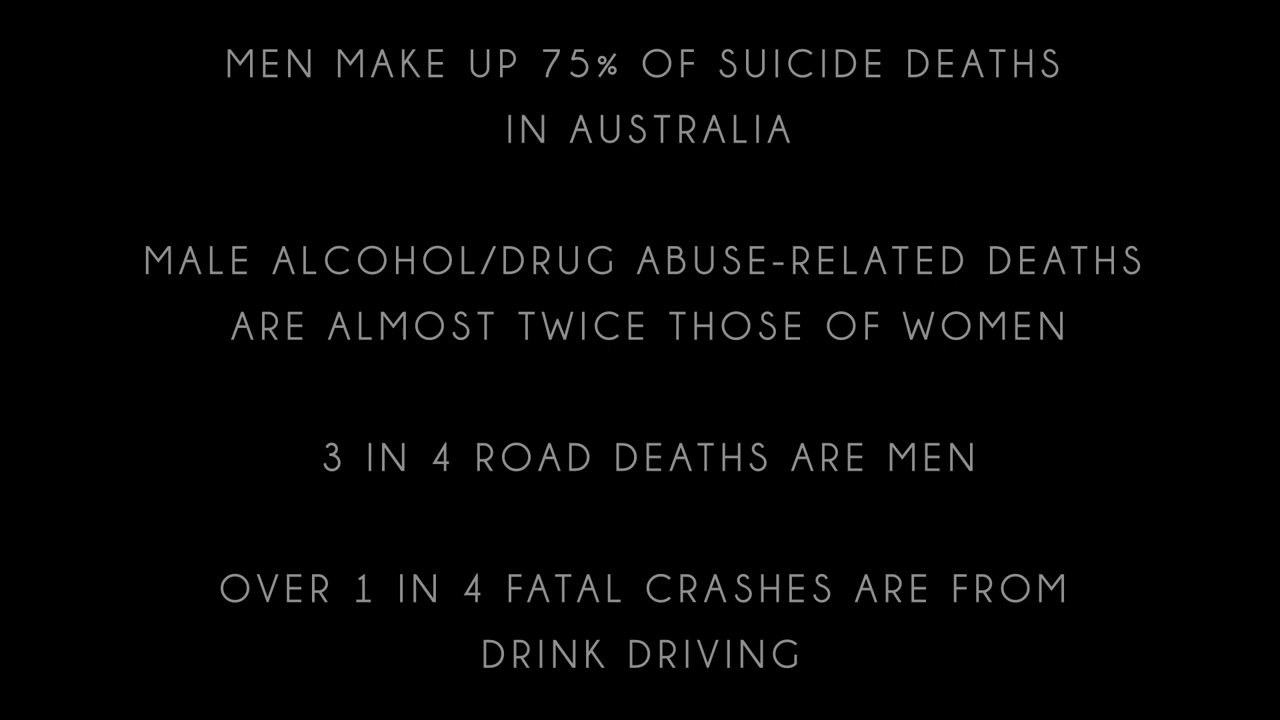 MEN MAKE UP 75% OF SUICIDE DEATHS
IN AUSTRALIA
MALE ALCOHOL/DRUG ABUSE-RELATED DEATHS
ARE ALMOST TWICE THOSE OF WOMEN
3 IN 4 ROAD DEATHS ARE MEN
OVER 1 IN 4 FATAL CRASHES ARE FROM
DRINK DRIVING